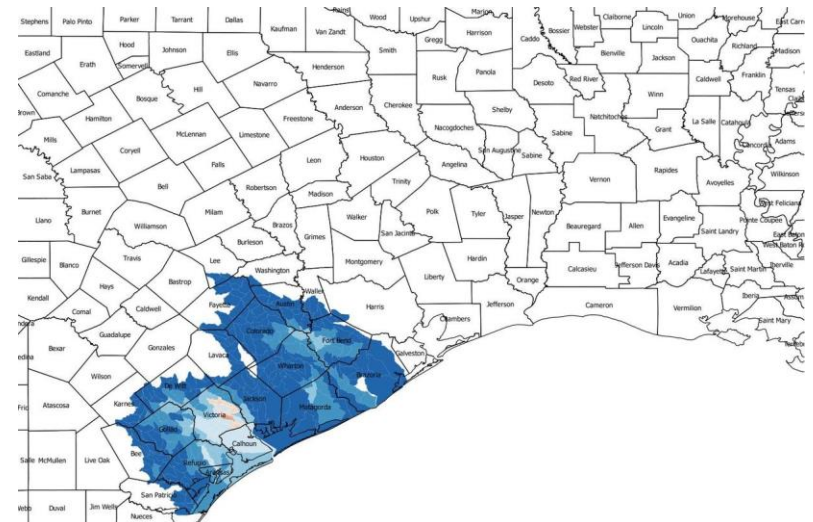 Stephens
Palo Pinto
Parker
Tarrant
Dallas
Kaufman
Wood
Upshur
Marion
Claiborne
Union
Morehouse
Van Zandt
Smith
Gregg
Harrison
Caddo
Bossier
Webster
Lincoln
Ouachita
Richland
Madison
Eastland
Erath
Hood
Somervell
Johnson
Ellis
Henderson
Rusk
Panola
Desoto
Red River
Bienville
Jackson
Caldwell
Franklin
Tensas
Comanche
Bosque
Hill
Navarro
Anderson
Cherokee
Shelby
Winn
Natchitoches
Grant
La Salle
Catahoula
Hamilton
McLennan
Limestone
Freestone
Nacogdoches
San Augustine
Sabine
Sabine
Concordia
Adams
Mills
Coryell
Falls
Leon
Houston
Angelina
Vernon
Rapides
Avoyelles
Wilkinson
San Saba
Lampasas
Bell
Robertson
Madison
Trinity
Polk
Tyler
Jasper
Newton
Beauregard
Allen
Evangeline
Saint Landry
Pointe Coupee
West Feliciana
Llano
Burnet
Williamson
Milam
Brazos
Grimes
Walker
San Jacinto
Burleson
Gillespie
Blanco
Travis
Lee
Washington
Montgomery
Liberty
Hardin
Orange
Calcasieu
Jefferson Davis
Acadia
Lafayette
Saint Martin
Iberville
Kendall
Hays
Bastrop
Fayette
Austin
Waller
Harris
Chambers
Jefferson
Cameron
Vermilion
Iberia
Saint Mary
Comal
Caldwell
Guadalupe
Gonzales
Lavaca
Colorado
Fort Bend
Galveston
Bexar
Wilson
De Witt
Wharton
Brazoria
Atascosa
Karnes
Victoria
Jackson
Matagorda
Goliad
Calhoun
McMullen
Live Oak
Bee
Refugio
Aransas
San Patricio
Duval
Jim Wells
Nueces